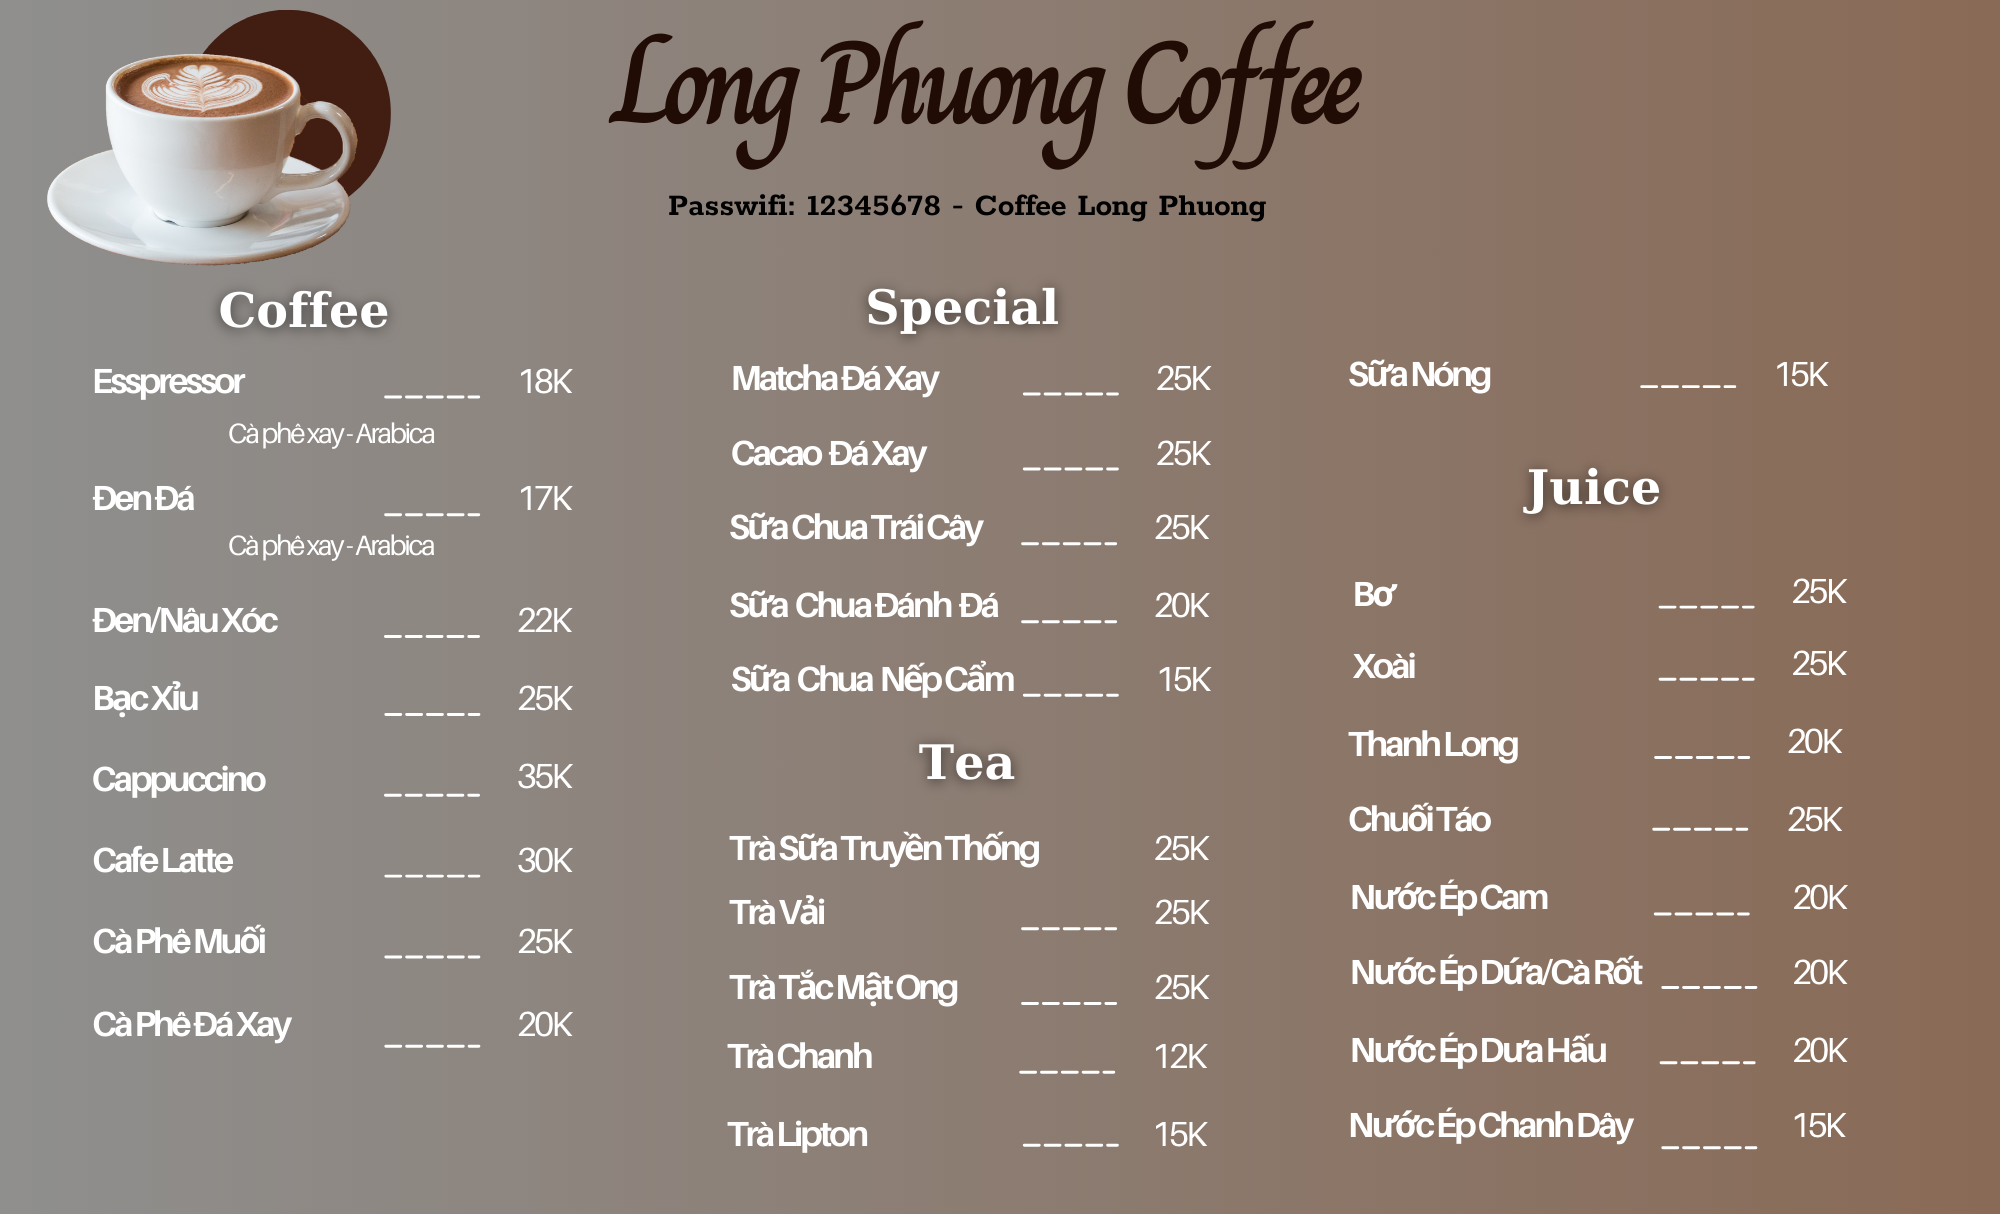 Long Phuong Coffee
Passwifi: 12345678 - Coffee Long Phuong
Coffee
Esspressor _____ 18K
Cà phê xay - Arabica
Đen Đá _____ 17K
Cà phê xay - Arabica
Đen/Nâu Xóc _____ 22K
Bạc Xỉu _____ 25K
Cappuccino _____ 35K
Cafe Latte _____ 30K
Cà Phê Muối _____ 25K
Cà Phê Đá Xay _____ 20K
Special
Matcha Đá Xay _____ 25K
Cacao Đá Xay _____ 25K
Sữa Chua Trái Cây _____ 25K
Sữa Chua Đánh Đá _____ 20K
Sữa Chua Nếp Cẩm _____ 15K
Tea
Trà Sữa Truyền Thống 25K
Trà Vải _____ 25K
Trà Tắc Mật Ong _____ 25K
Trà Chanh _____ 12K
Trà Lipton _____ 15K
Sữa Nóng _____ 15K
Juice
Bơ _____ 25K
Xoài _____ 25K
Thanh Long _____ 20K
Chuối Táo _____ 25K
Nước Ép Cam _____ 20K
Nước Ép Dứa/Cà Rốt _____ 20K
Nước Ép Dưa Hấu _____ 20K
Nước Ép Chanh Dây _____ 15K